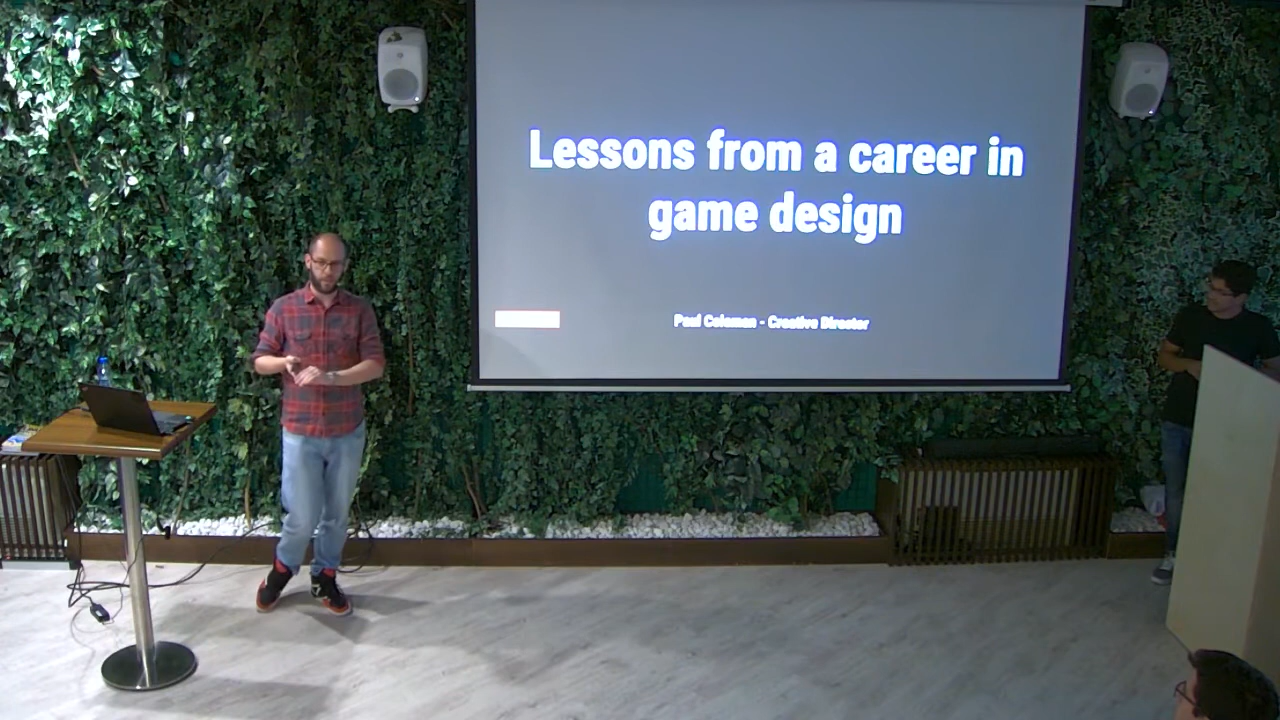 Lessons from a career in
game design
Paul Coleman - Creative Director